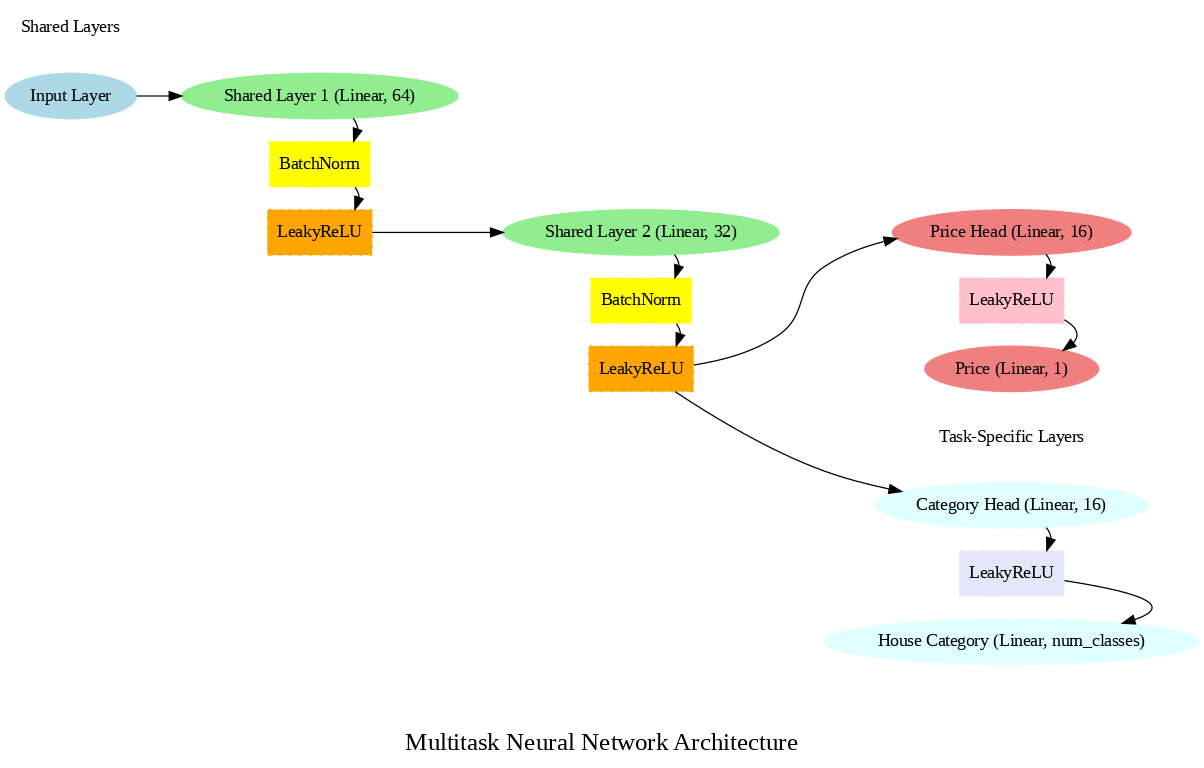 Shared Layers
Input Layer
Shared Layer 1 (Linear, 64)
BatchNorm
LeakyReLU
Shared Layer 2 (Linear, 32)
BatchNorm
LeakyReLU
Price Head (Linear, 16)
LeakyReLU
Price (Linear, 1)
Task-Specific Layers
Category Head (Linear, 16)
LeakyReLU
House Category (Linear, num_classes)
Multitask Neural Network Architecture